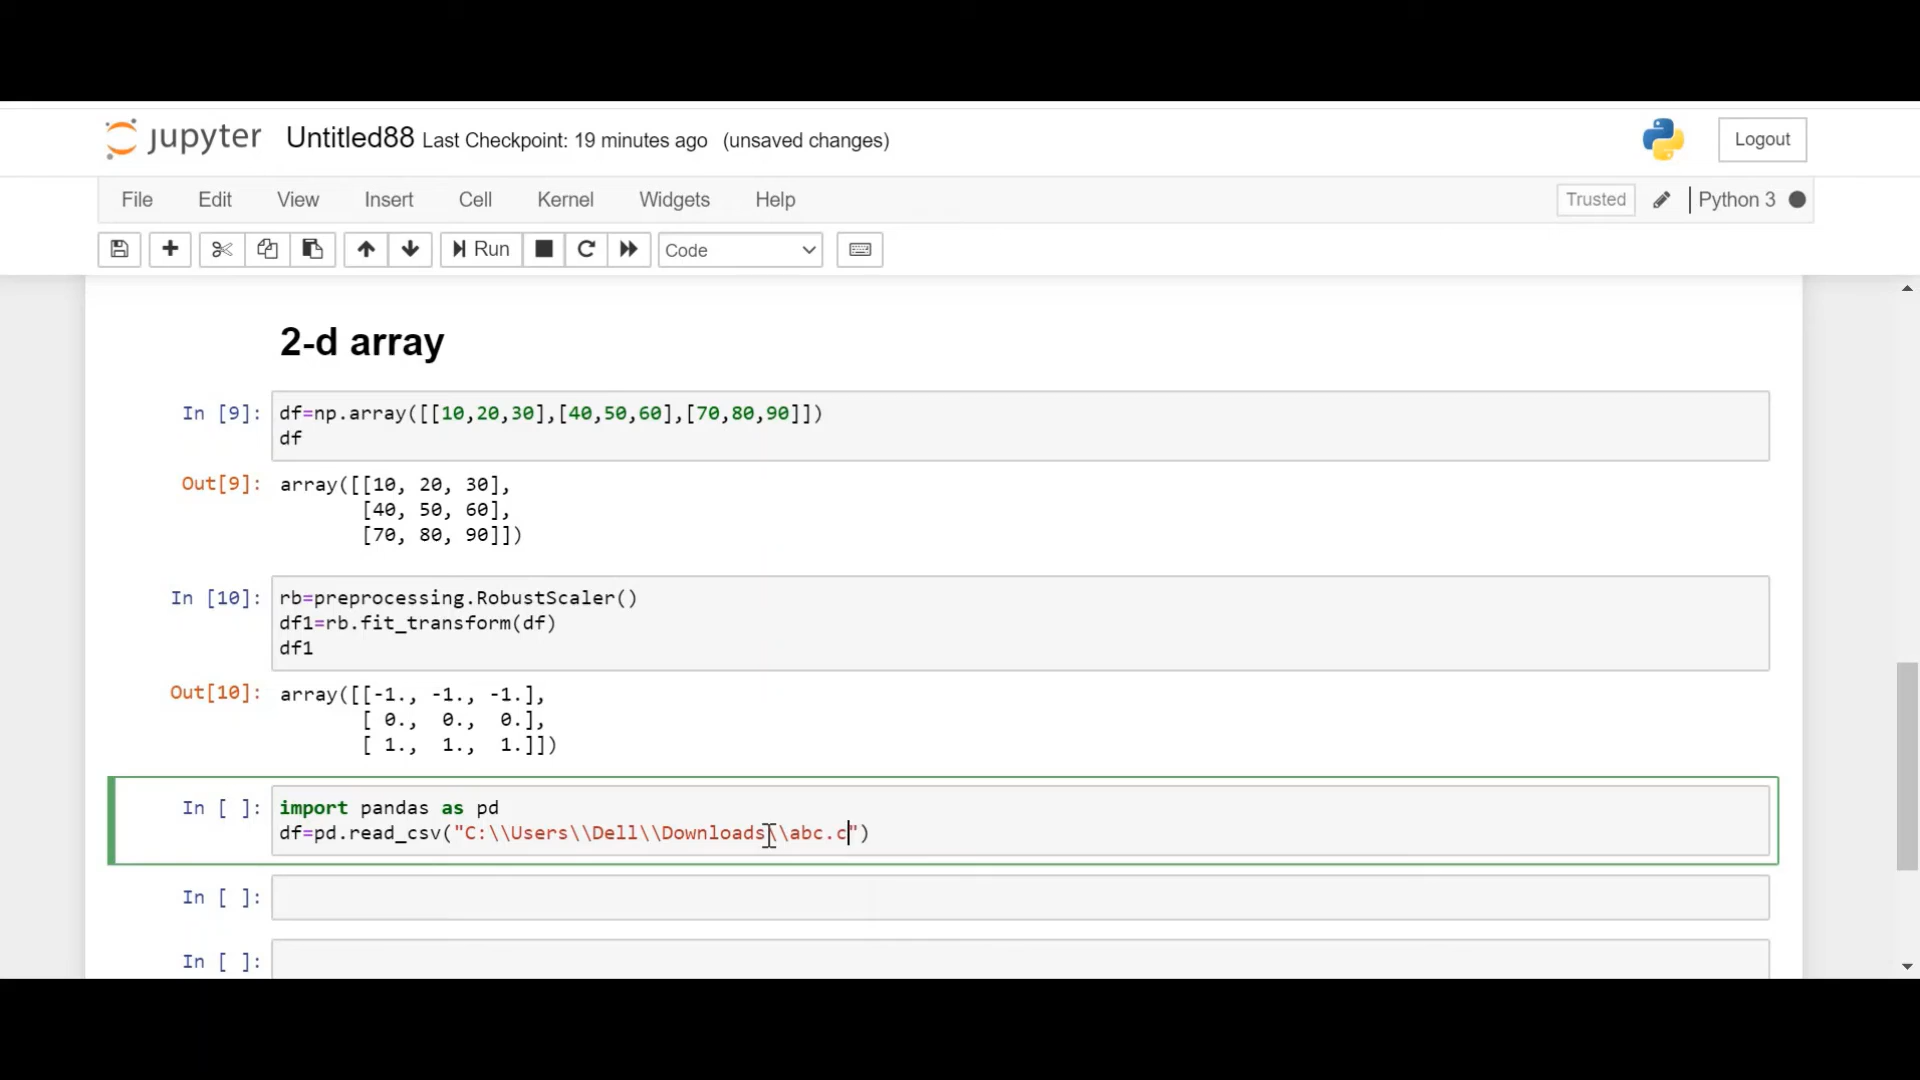 jupyter Untitled88 Last Checkpoint: 19 minutes ago (unsaved changes) Logout
File Edit View Insert Cell Kernel Widgets Help Trusted Python 3
Run Code
2-d array
In [9]: df=np.array([[10,20,30],[40,50,60],[70,80,90]])
df
Out[9]: array([[10, 20, 30],
[40, 50, 60],
[70, 80, 90]])
In [10]: rb=preprocessing.RobustScaler()
df1=rb.fit_transform(df)
df1
Out[10]: array([[-1., -1., -1.],
[ 0., 0., 0.],
[ 1., 1., 1.]])
In [ ]: import pandas as pd
df=pd.read_csv("C:\\Users\\Dell\\Downloads\\abc.c")
In [ ]:
In [ ]: